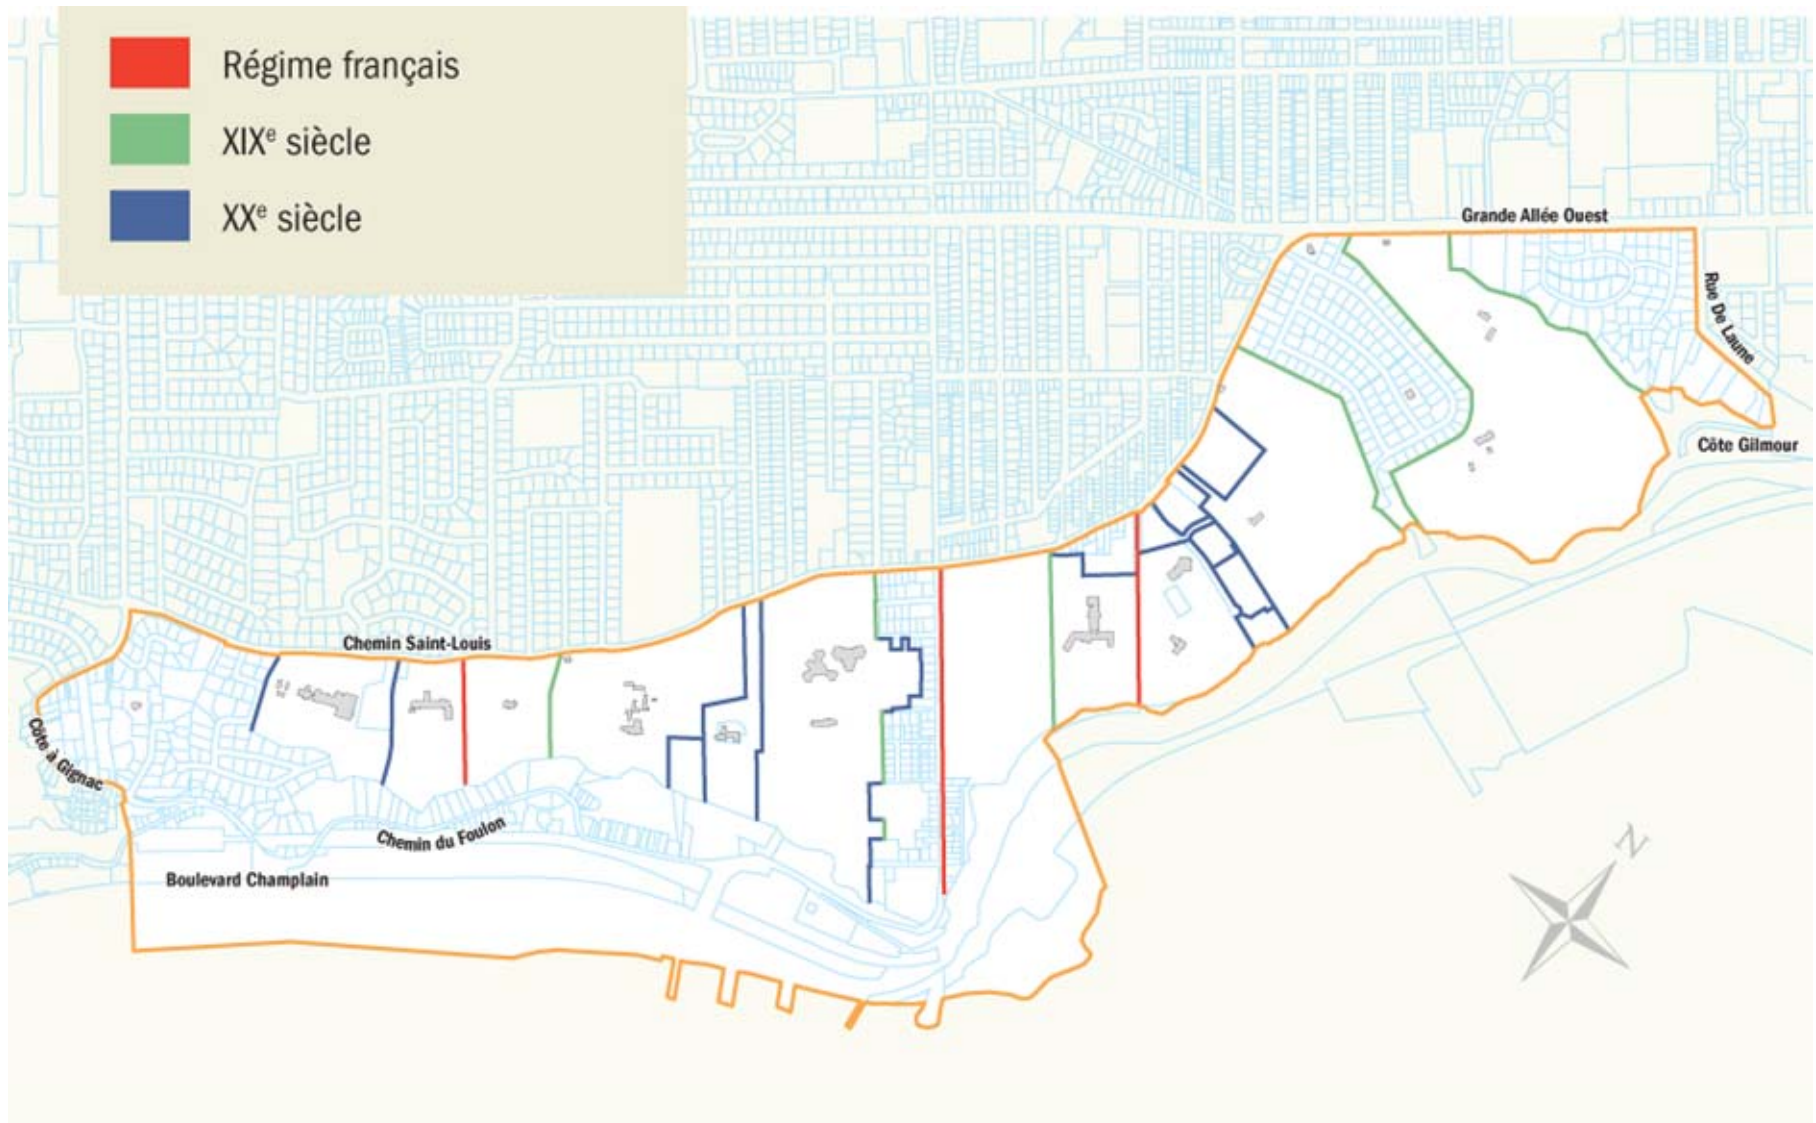 Régime français
XIXe siècle
XXe siècle
Grande Allée Ouest
Rue De Laune
Côte Gilmour
Chemin Saint-Louis
Côte à Gignac
Chemin du Foulon
Boulevard Champlain
N